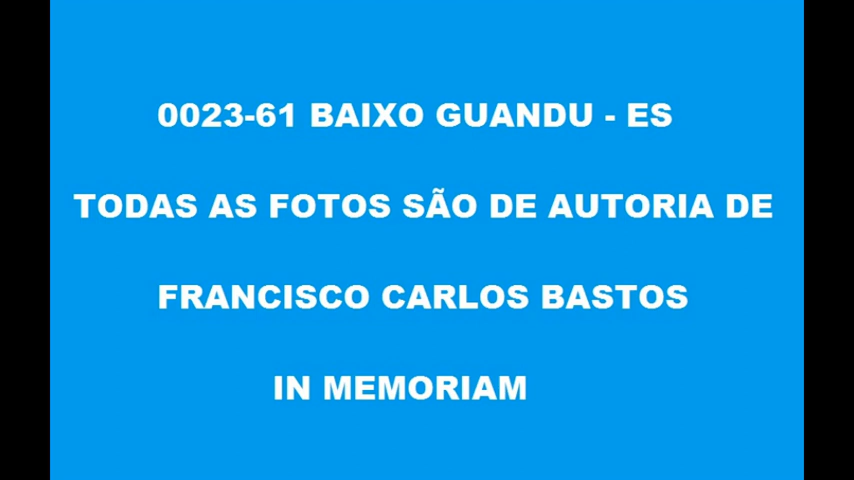 0023-61 BAIXO GUANDU - ES
TODAS AS FOTOS SÃO DE AUTORIA DE
FRANCISCO CARLOS BASTOS
IN MEMORIAM